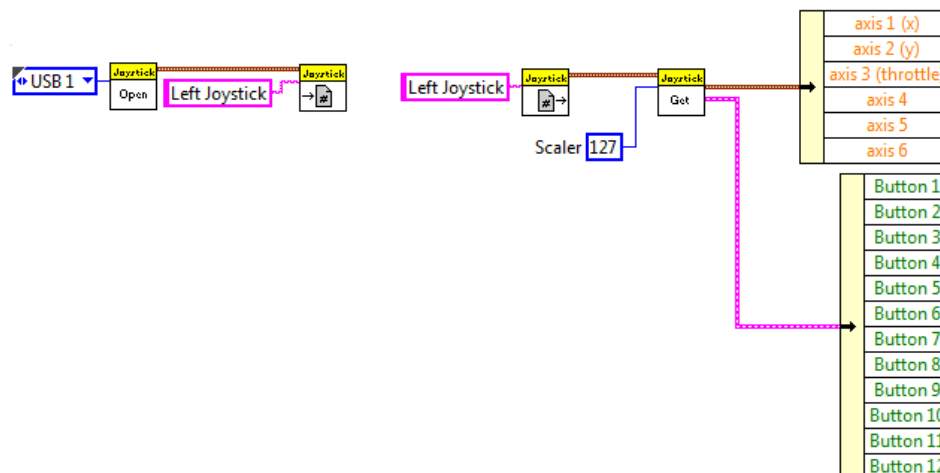 USB 1
Joystick
Open
Left Joystick
Joystick
#
Left Joystick
Joystick
#
Joystick
Get
Scaler 127
axis 1 (x)
axis 2 (y)
axis 3 (throttle
axis 4
axis 5
axis 6
Button 1
Button 2
Button 3
Button 4
Button 5
Button 6
Button 7
Button 8
Button 9
Button 10
Button 11
Button 12